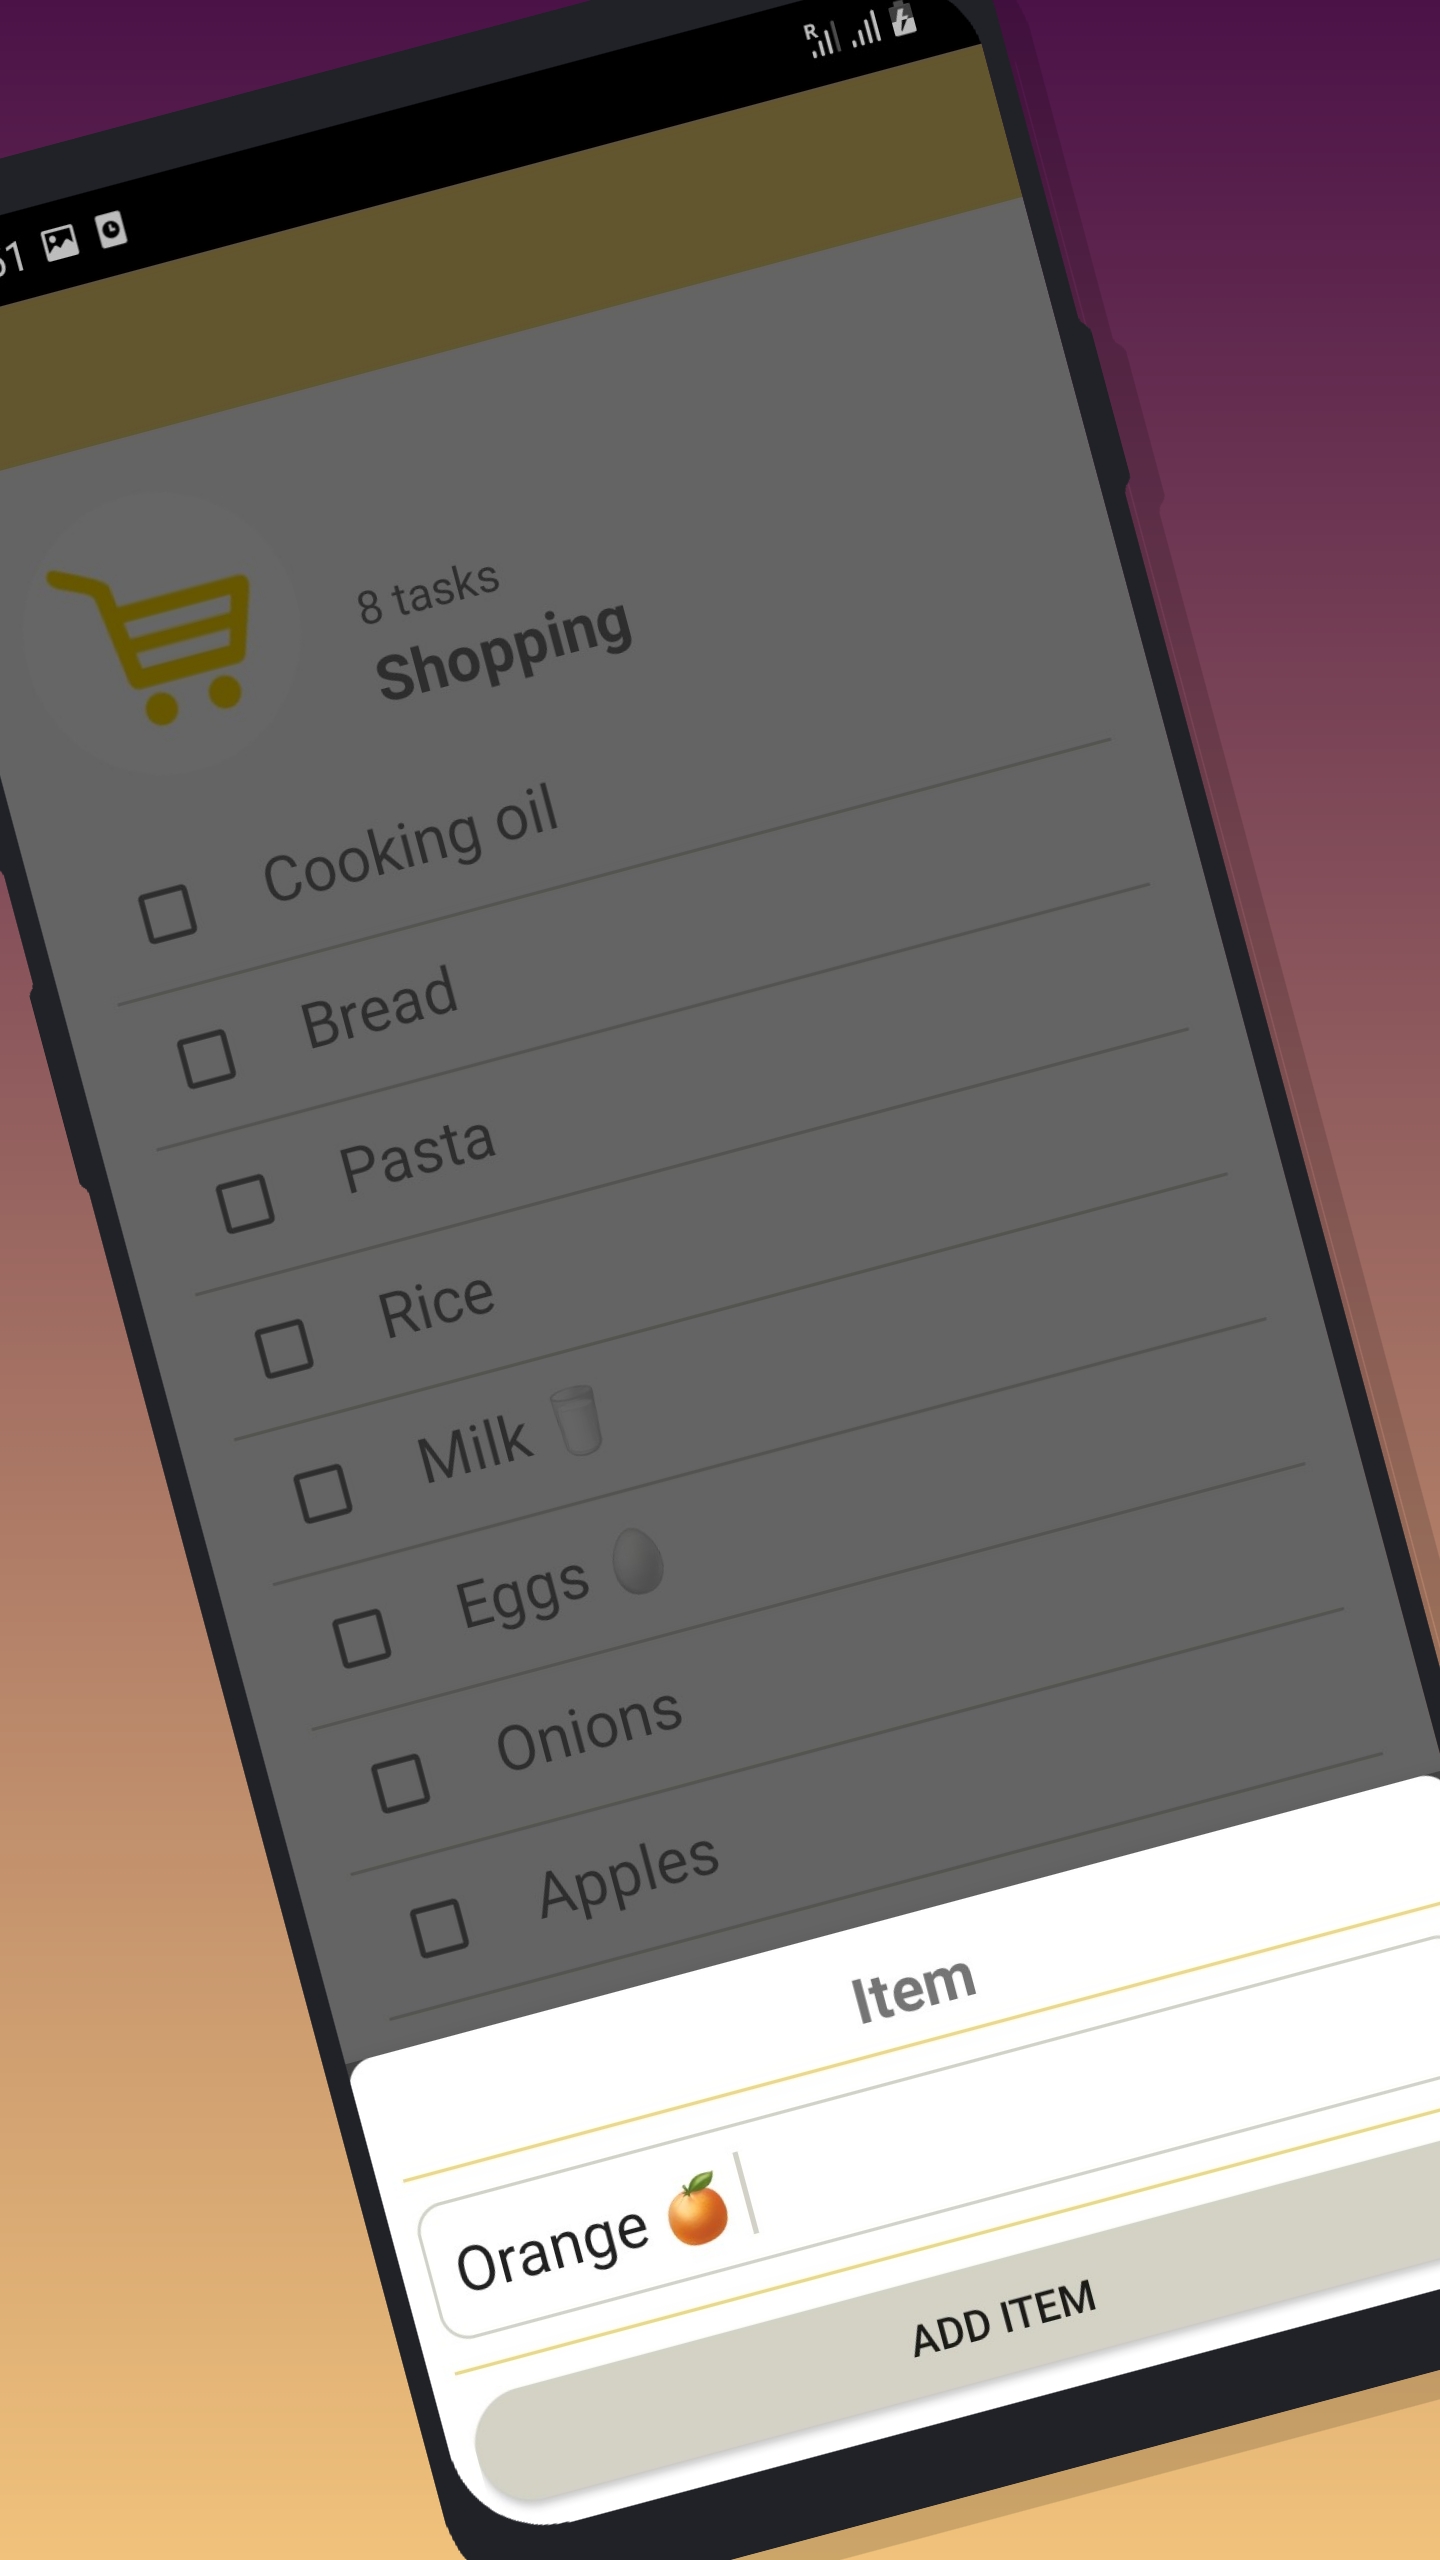 R
8 tasks
Shopping
Cooking oil
Bread
Pasta
Rice
Milk 🥛
Eggs 🥚
Onions
Apples
Item
Orange 🍊
ADD ITEM